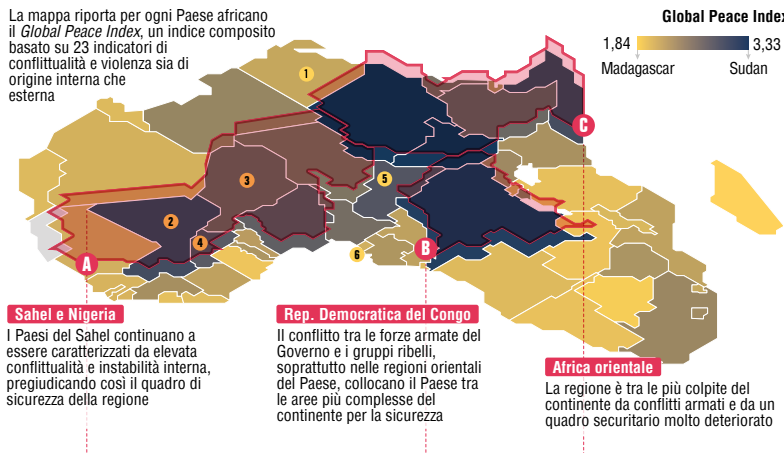 La mappa riporta per ogni Paese africano
il Global Peace Index, un indice composito
basato su 23 indicatori di
conflittualità e violenza sia di
origine interna che
esterna
Global Peace Index
1,84
3,33
Madagascar
Sudan
1
2
3
4
5
6
A
B
C
Sahel e Nigeria
I Paesi del Sahel continuano a
essere caratterizzati da elevata
conflittualità e instabilità interna,
pregiudicando così il quadro di
sicurezza della regione
Rep. Democratica del Congo
Il conflitto tra le forze armate del
Governo e i gruppi ribelli,
soprattutto nelle regioni orientali
del Paese, collocano il Paese tra
le aree più complesse del
continente per la sicurezza
Africa orientale
La regione è tra le più colpite del
continente da conflitti armati e da un
quadro securitario molto deteriorato